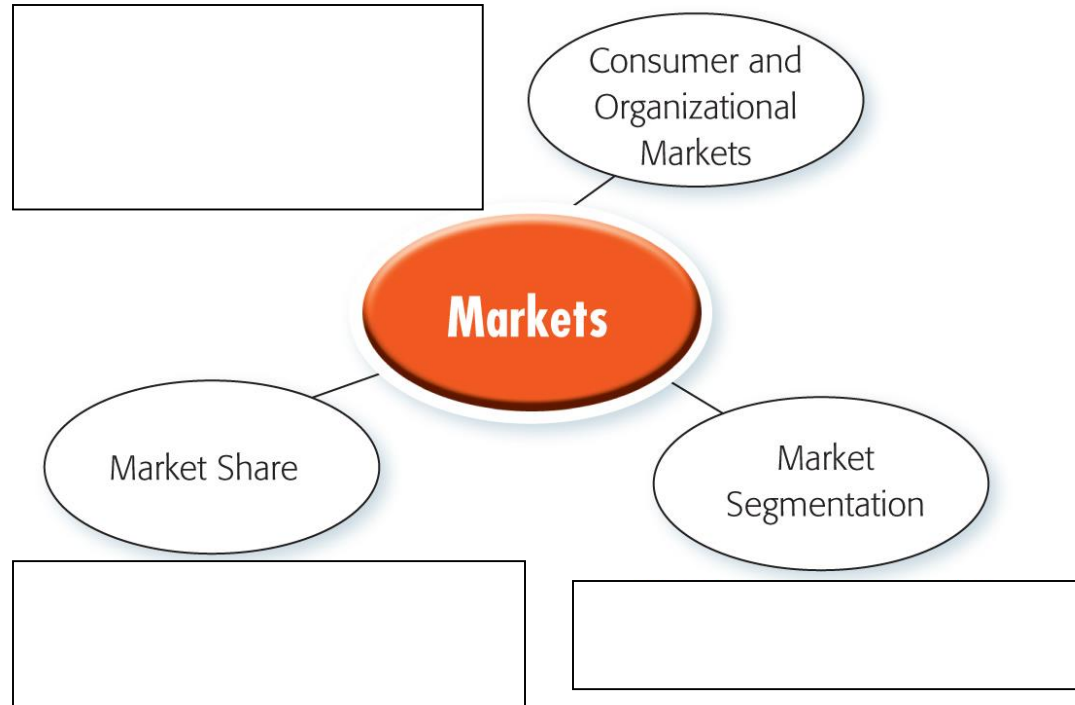 Consumer and
Organizational
Markets
Markets
Market Share
Market
Segmentation